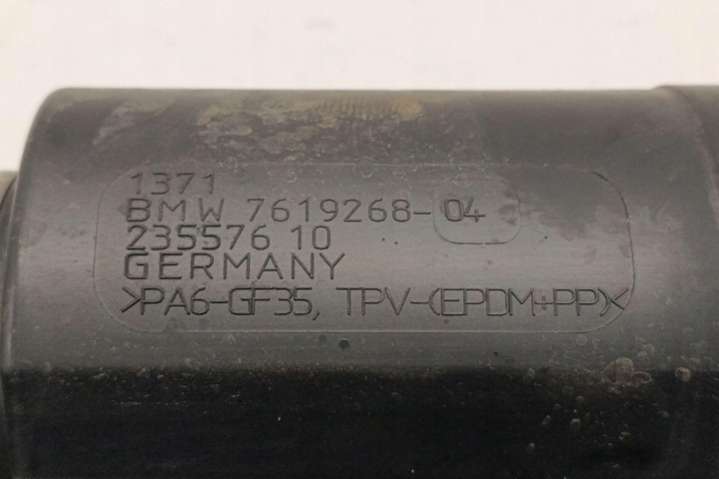 1371
BMW 7619268-04
235576 10
GERMANY
>PA6-GF35, TPV-(EPDM+PP)<